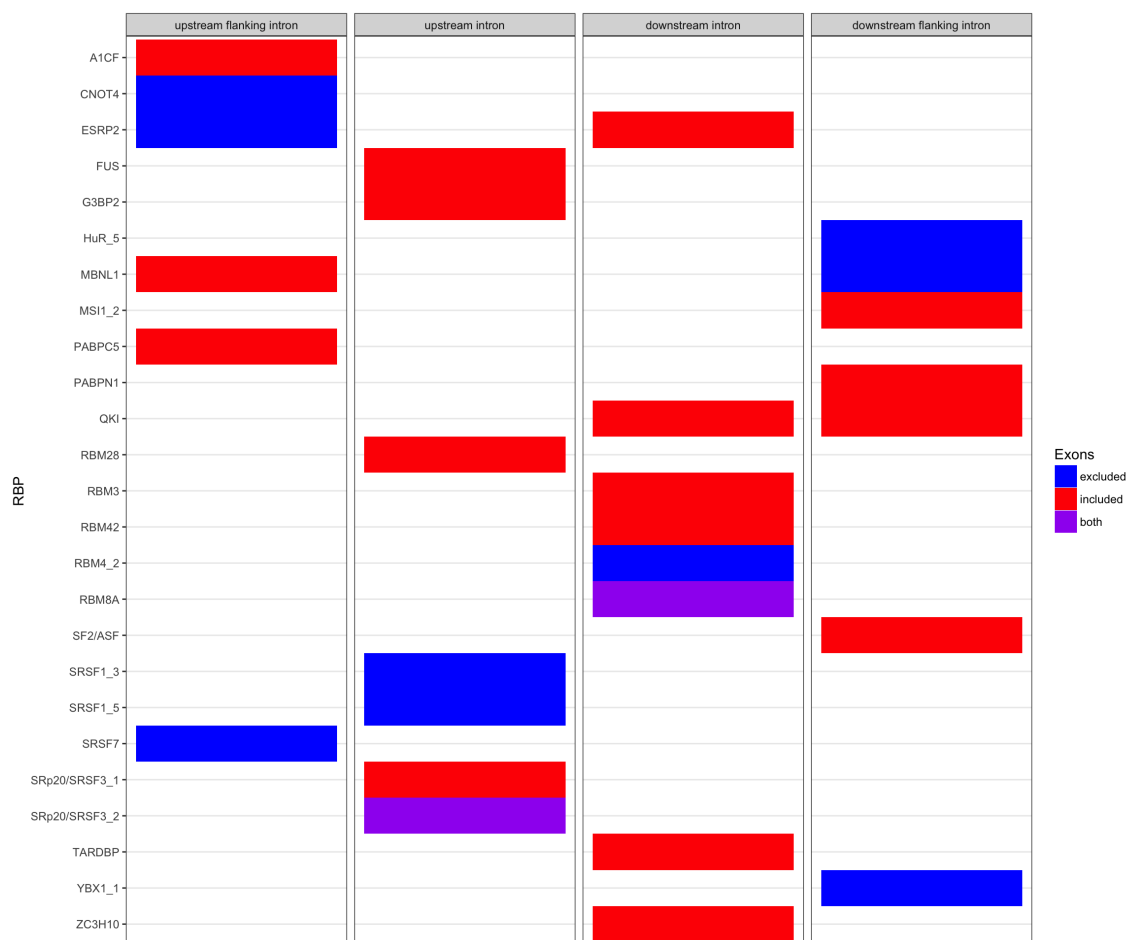 upstream flanking intron
upstream intron
downstream intron
downstream flanking intron
RBP
A1CF
CNOT4
ESRP2
FUS
G3BP2
HuR_5
MBNL1
MSI1_2
PABPC5
PABPN1
QKI
RBM28
RBM3
RBM42
RBM4_2
RBM8A
SF2/ASF
SRSF1_3
SRSF1_5
SRSF7
SRp20/SRSF3_1
SRp20/SRSF3_2
TARDBP
YBX1_1
ZC3H10
Exons
excluded
included
both